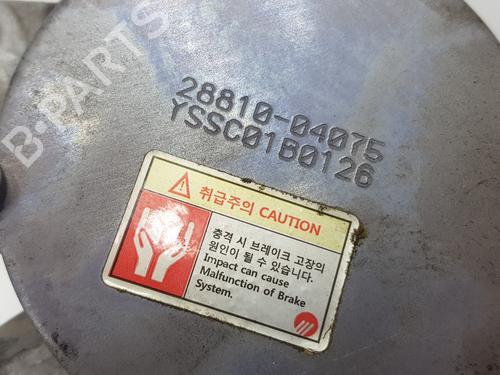 B-PARTS
28810-04075
YSSC01B0126
취급주의 CAUTION
충격 시 브레이크 고장의
원인이 될 수 있습니다.
Impact can cause
Malfunction of Brake
System.